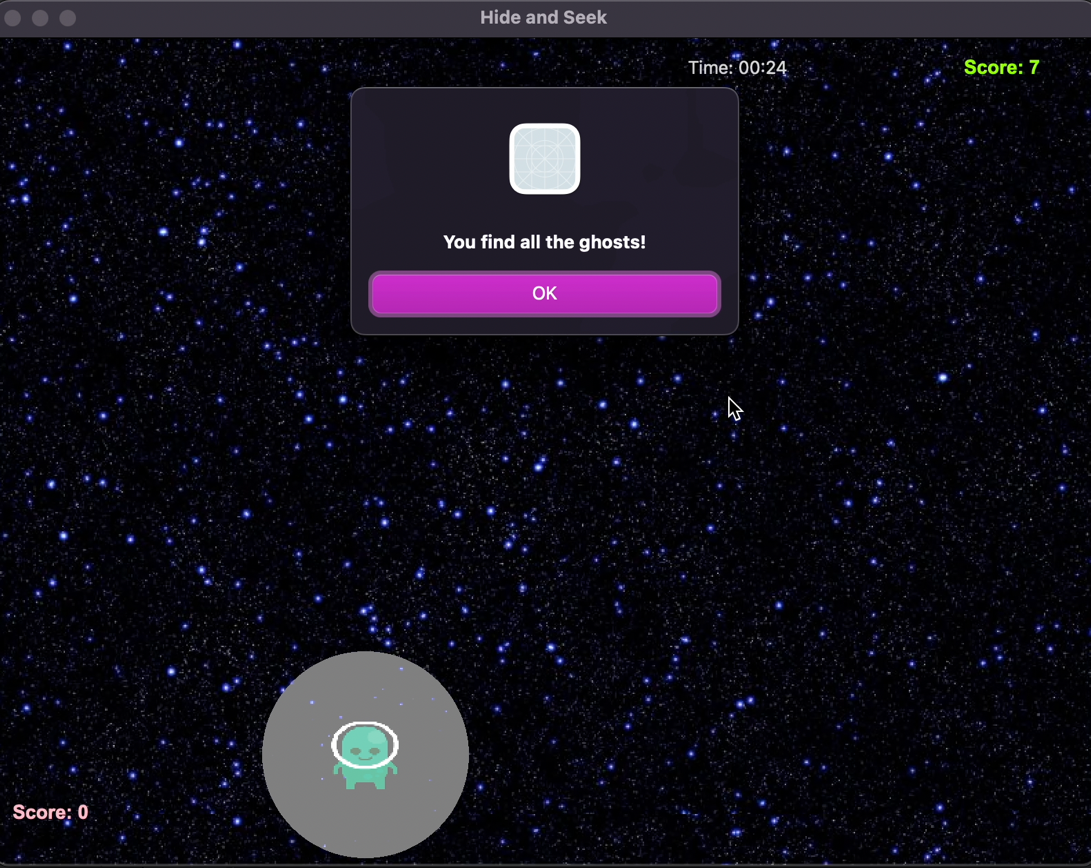 Hide and Seek
Time: 00:24
Score: 7
You find all the ghosts!
OK
Score: 0